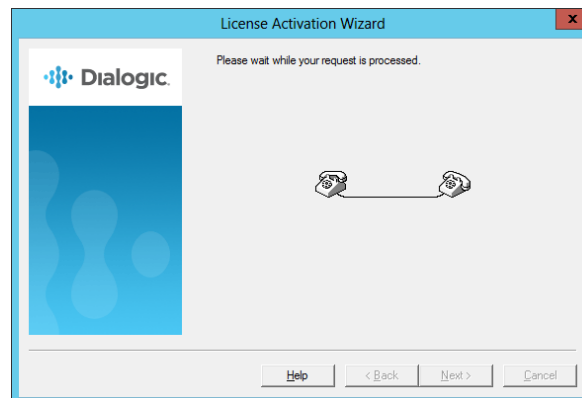 License Activation Wizard
x
Dialogic.
Please wait while your request is processed.
Help
< Back
Next >
Cancel